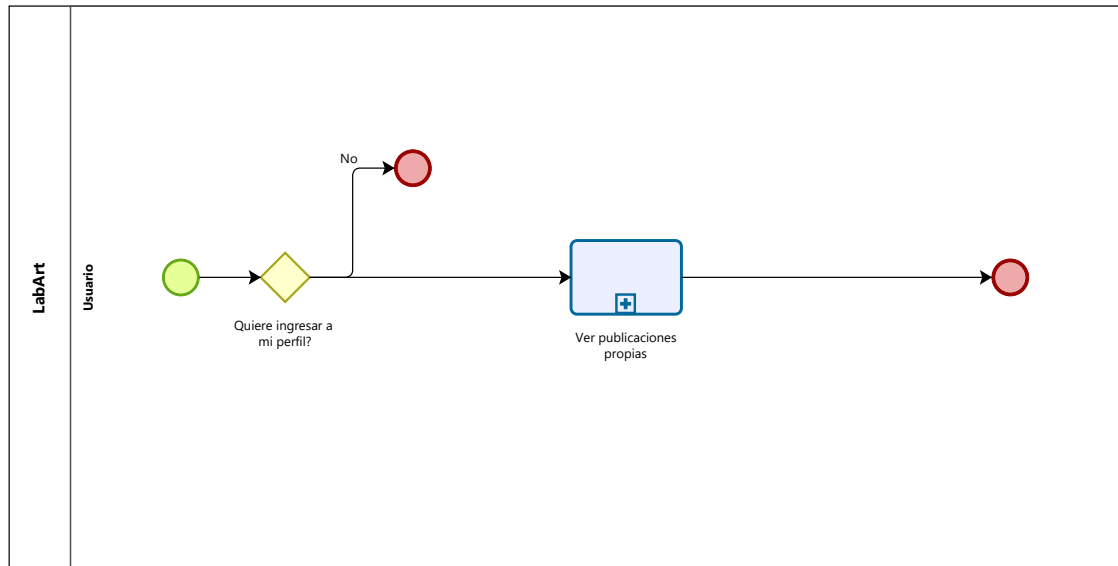 LabArt
Usuario
No
Quiere ingresar a
mi perfil?
Ver publicaciones
propias